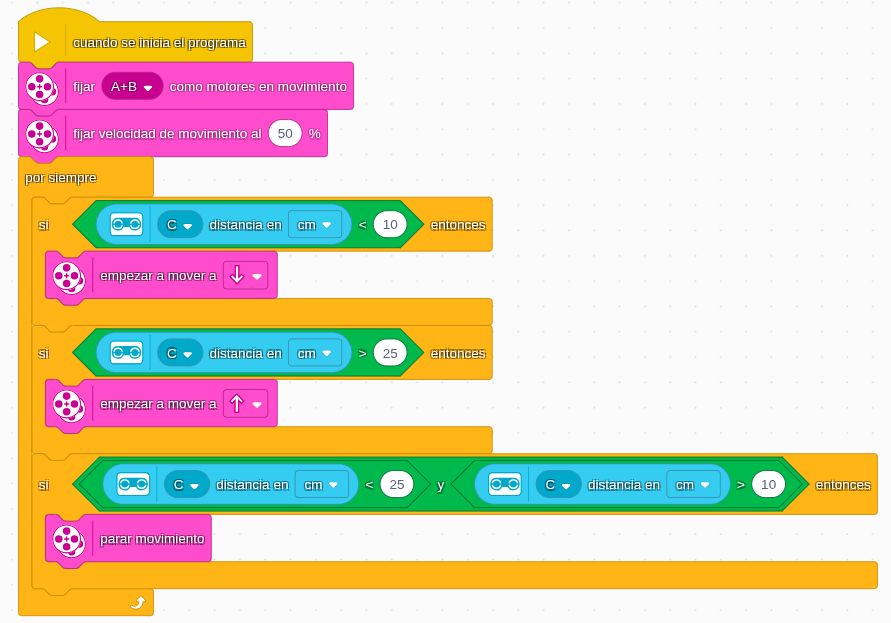 cuando se inicia el programa
fijar A+B como motores en movimiento
fijar velocidad de movimiento al 50 %
por siempre
si C distancia en cm < 10 entonces
empezar a mover a ↓
si C distancia en cm > 25 entonces
empezar a mover a ↑
si C distancia en cm < 25 y C distancia en cm > 10 entonces
parar movimiento